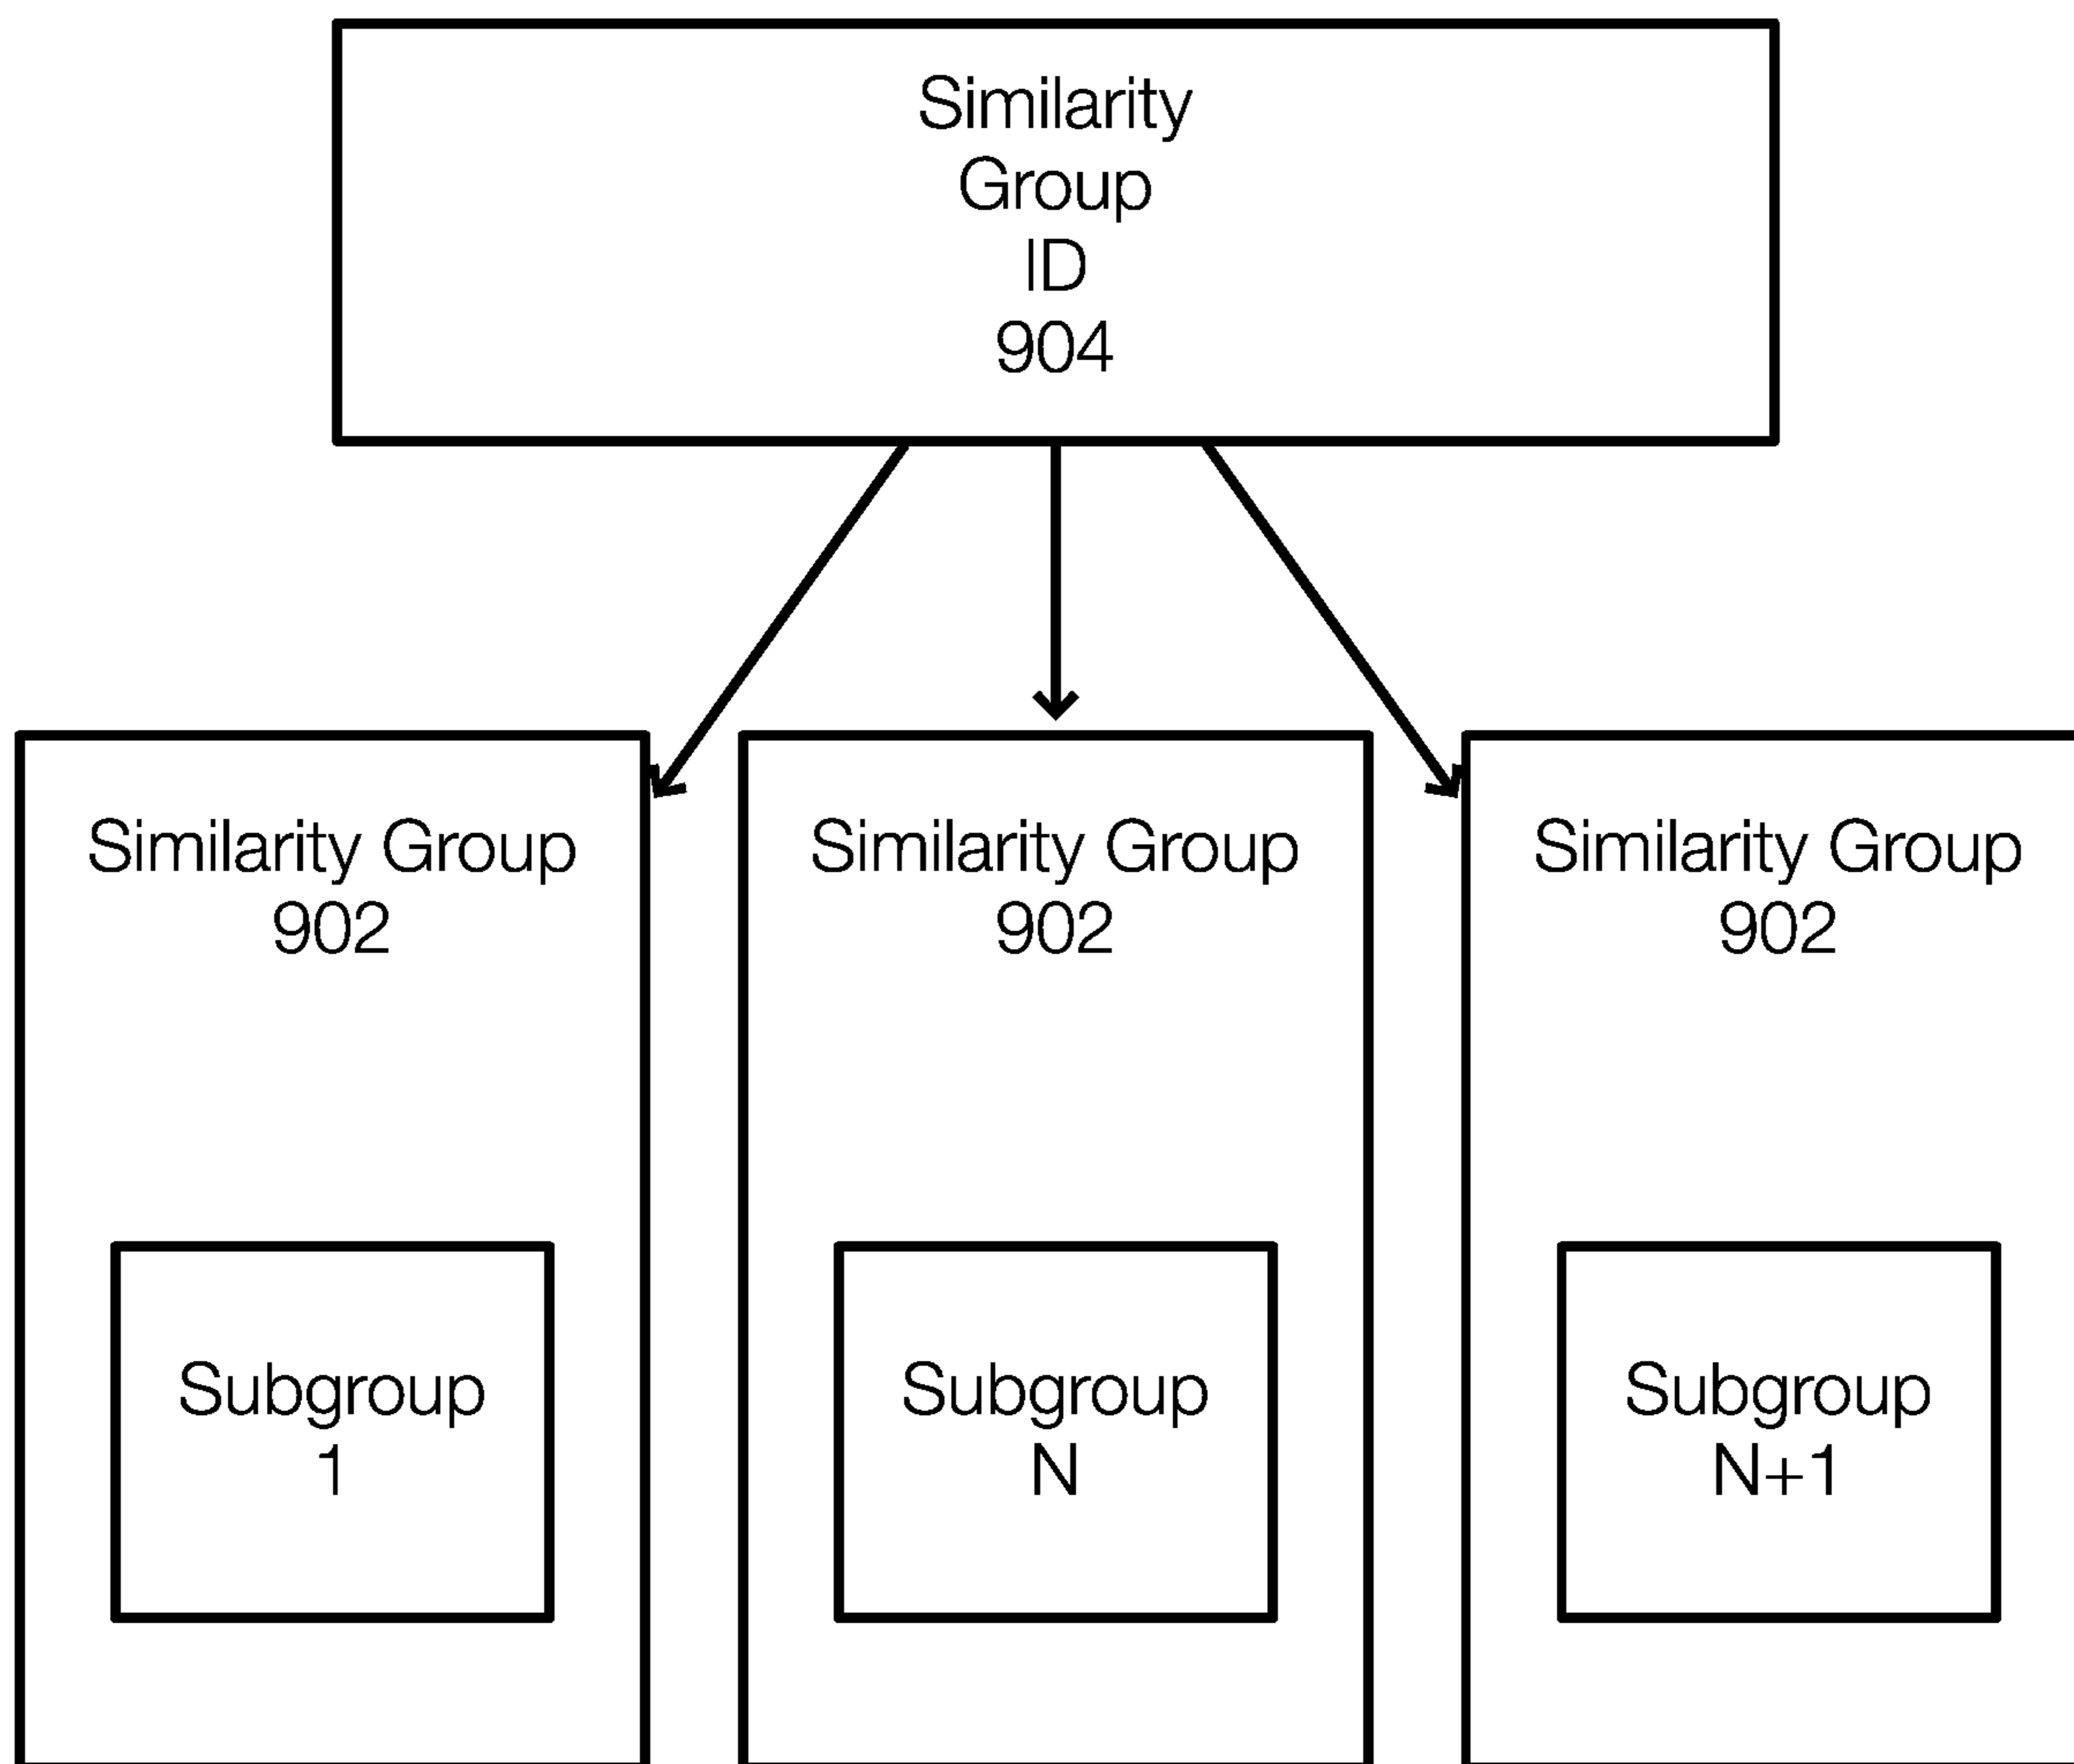 Similarity
Group
ID
904
Similarity Group
902
Similarity Group
902
Similarity Group
902
Subgroup
1
Subgroup
N
Subgroup
N+1